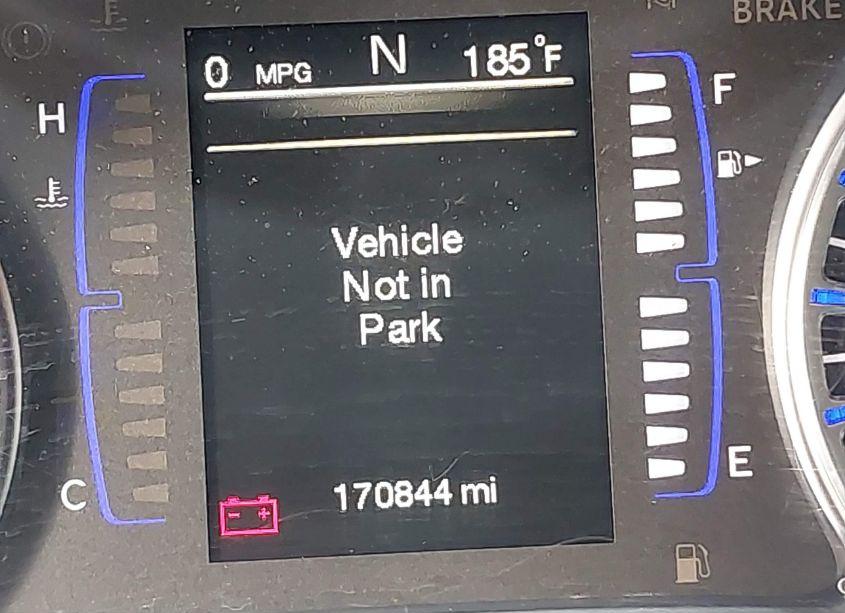 BRAKE
0 MPG N 185°F
H
F
Vehicle
Not in
Park
E
C
170844 mi
- +